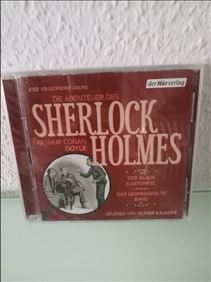 2 CD VOLLSTÄNDIGE LESUNG
der Hörverlag
DIE ABENTEUER DES
SHERLOCK
ARTHUR CONAN
DOYLE
HOLMES
DER BLAUE
KARFUNKEL
DAS GESPRENKELTE
BAND
GELESEN VON OLIVER KALKOFE